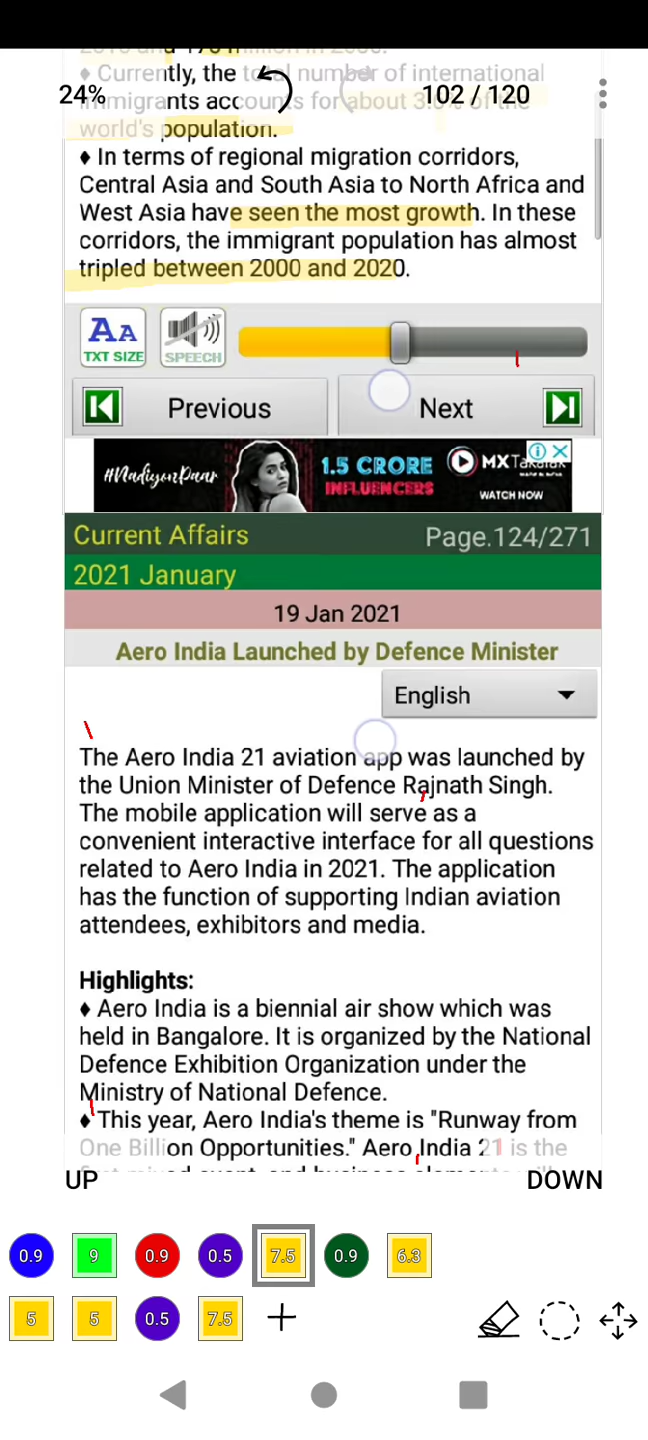 ♦ Currently, the total number of international
24%
102 / 120
immigrants accounts for about 3.5% of the
world's population.
♦ In terms of regional migration corridors,
Central Asia and South Asia to North Africa and
West Asia have seen the most growth. In these
corridors, the immigrant population has almost
tripled between 2000 and 2020.
AA
TXT SIZE
SPEECH
Previous
Next
#NadiyonPaar
1.5 CRORE
INFLUENCERS
MXTakatak
WATCH NOW
Current Affairs
Page.124/271
2021 January
19 Jan 2021
Aero India Launched by Defence Minister
English
The Aero India 21 aviation app was launched by
the Union Minister of Defence Rajnath Singh.
The mobile application will serve as a
convenient interactive interface for all questions
related to Aero India in 2021. The application
has the function of supporting Indian aviation
attendees, exhibitors and media.
Highlights:
♦ Aero India is a biennial air show which was
held in Bangalore. It is organized by the National
Defence Exhibition Organization under the
Ministry of National Defence.
♦ This year, Aero India's theme is "Runway from
One Billion Opportunities." Aero India 21 is the
UP
DOWN
0.9 9 0.9 0.5 7.5 0.9 6.3
5 5 0.5 7.5